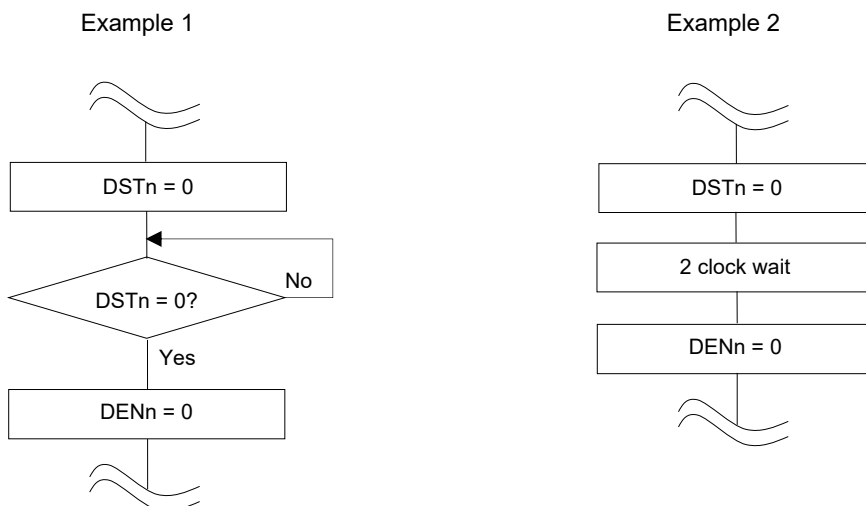 Example 1
DSTn = 0
DSTn = 0?
No
Yes
DENn = 0
Example 2
DSTn = 0
2 clock wait
DENn = 0